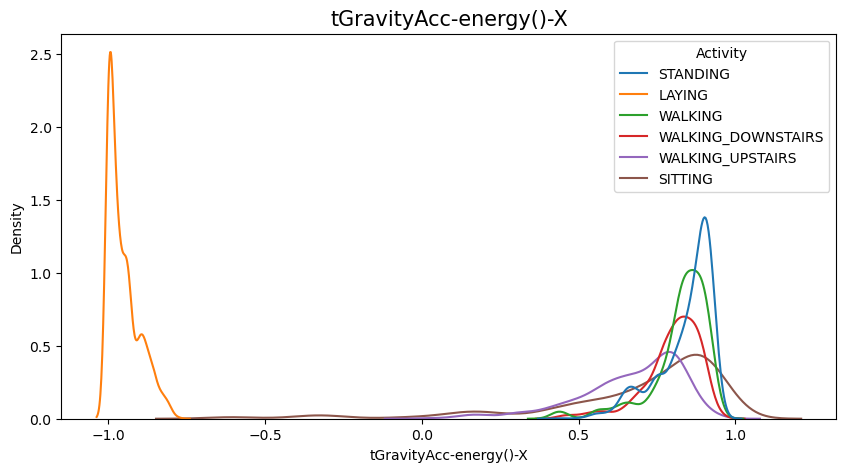 tGravityAcc-energy()-X
Activity
STANDING
LAYING
WALKING
WALKING_DOWNSTAIRS
WALKING_UPSTAIRS
SITTING
2.5
2.0
1.5
1.0
0.5
0.0
Density
−1.0 −0.5 0.0 0.5 1.0
tGravityAcc-energy()-X